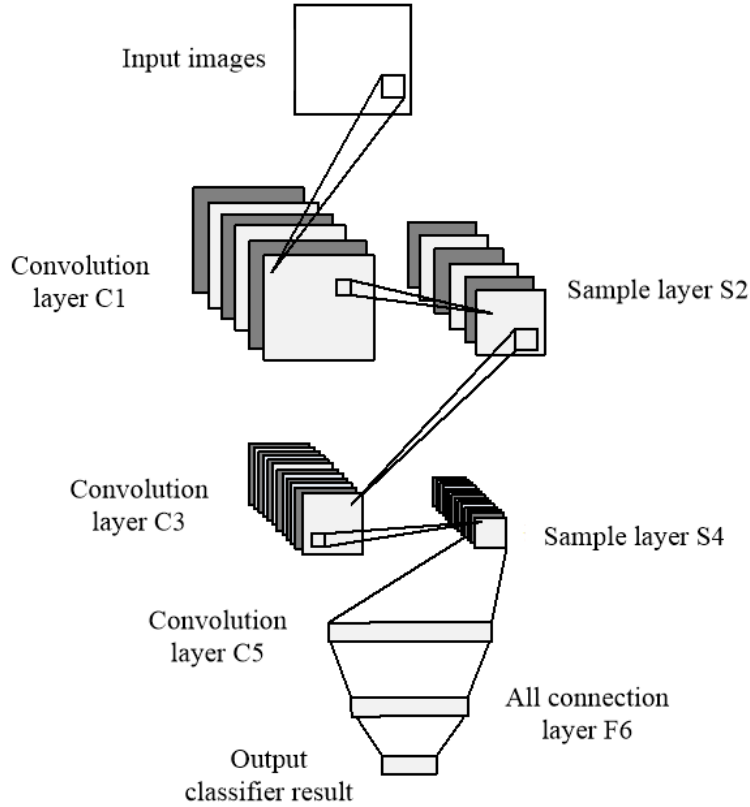 Input images
Convolution
layer C1
Sample layer S2
Convolution
layer C3
Sample layer S4
Convolution
layer C5
All connection
layer F6
Output
classifier result